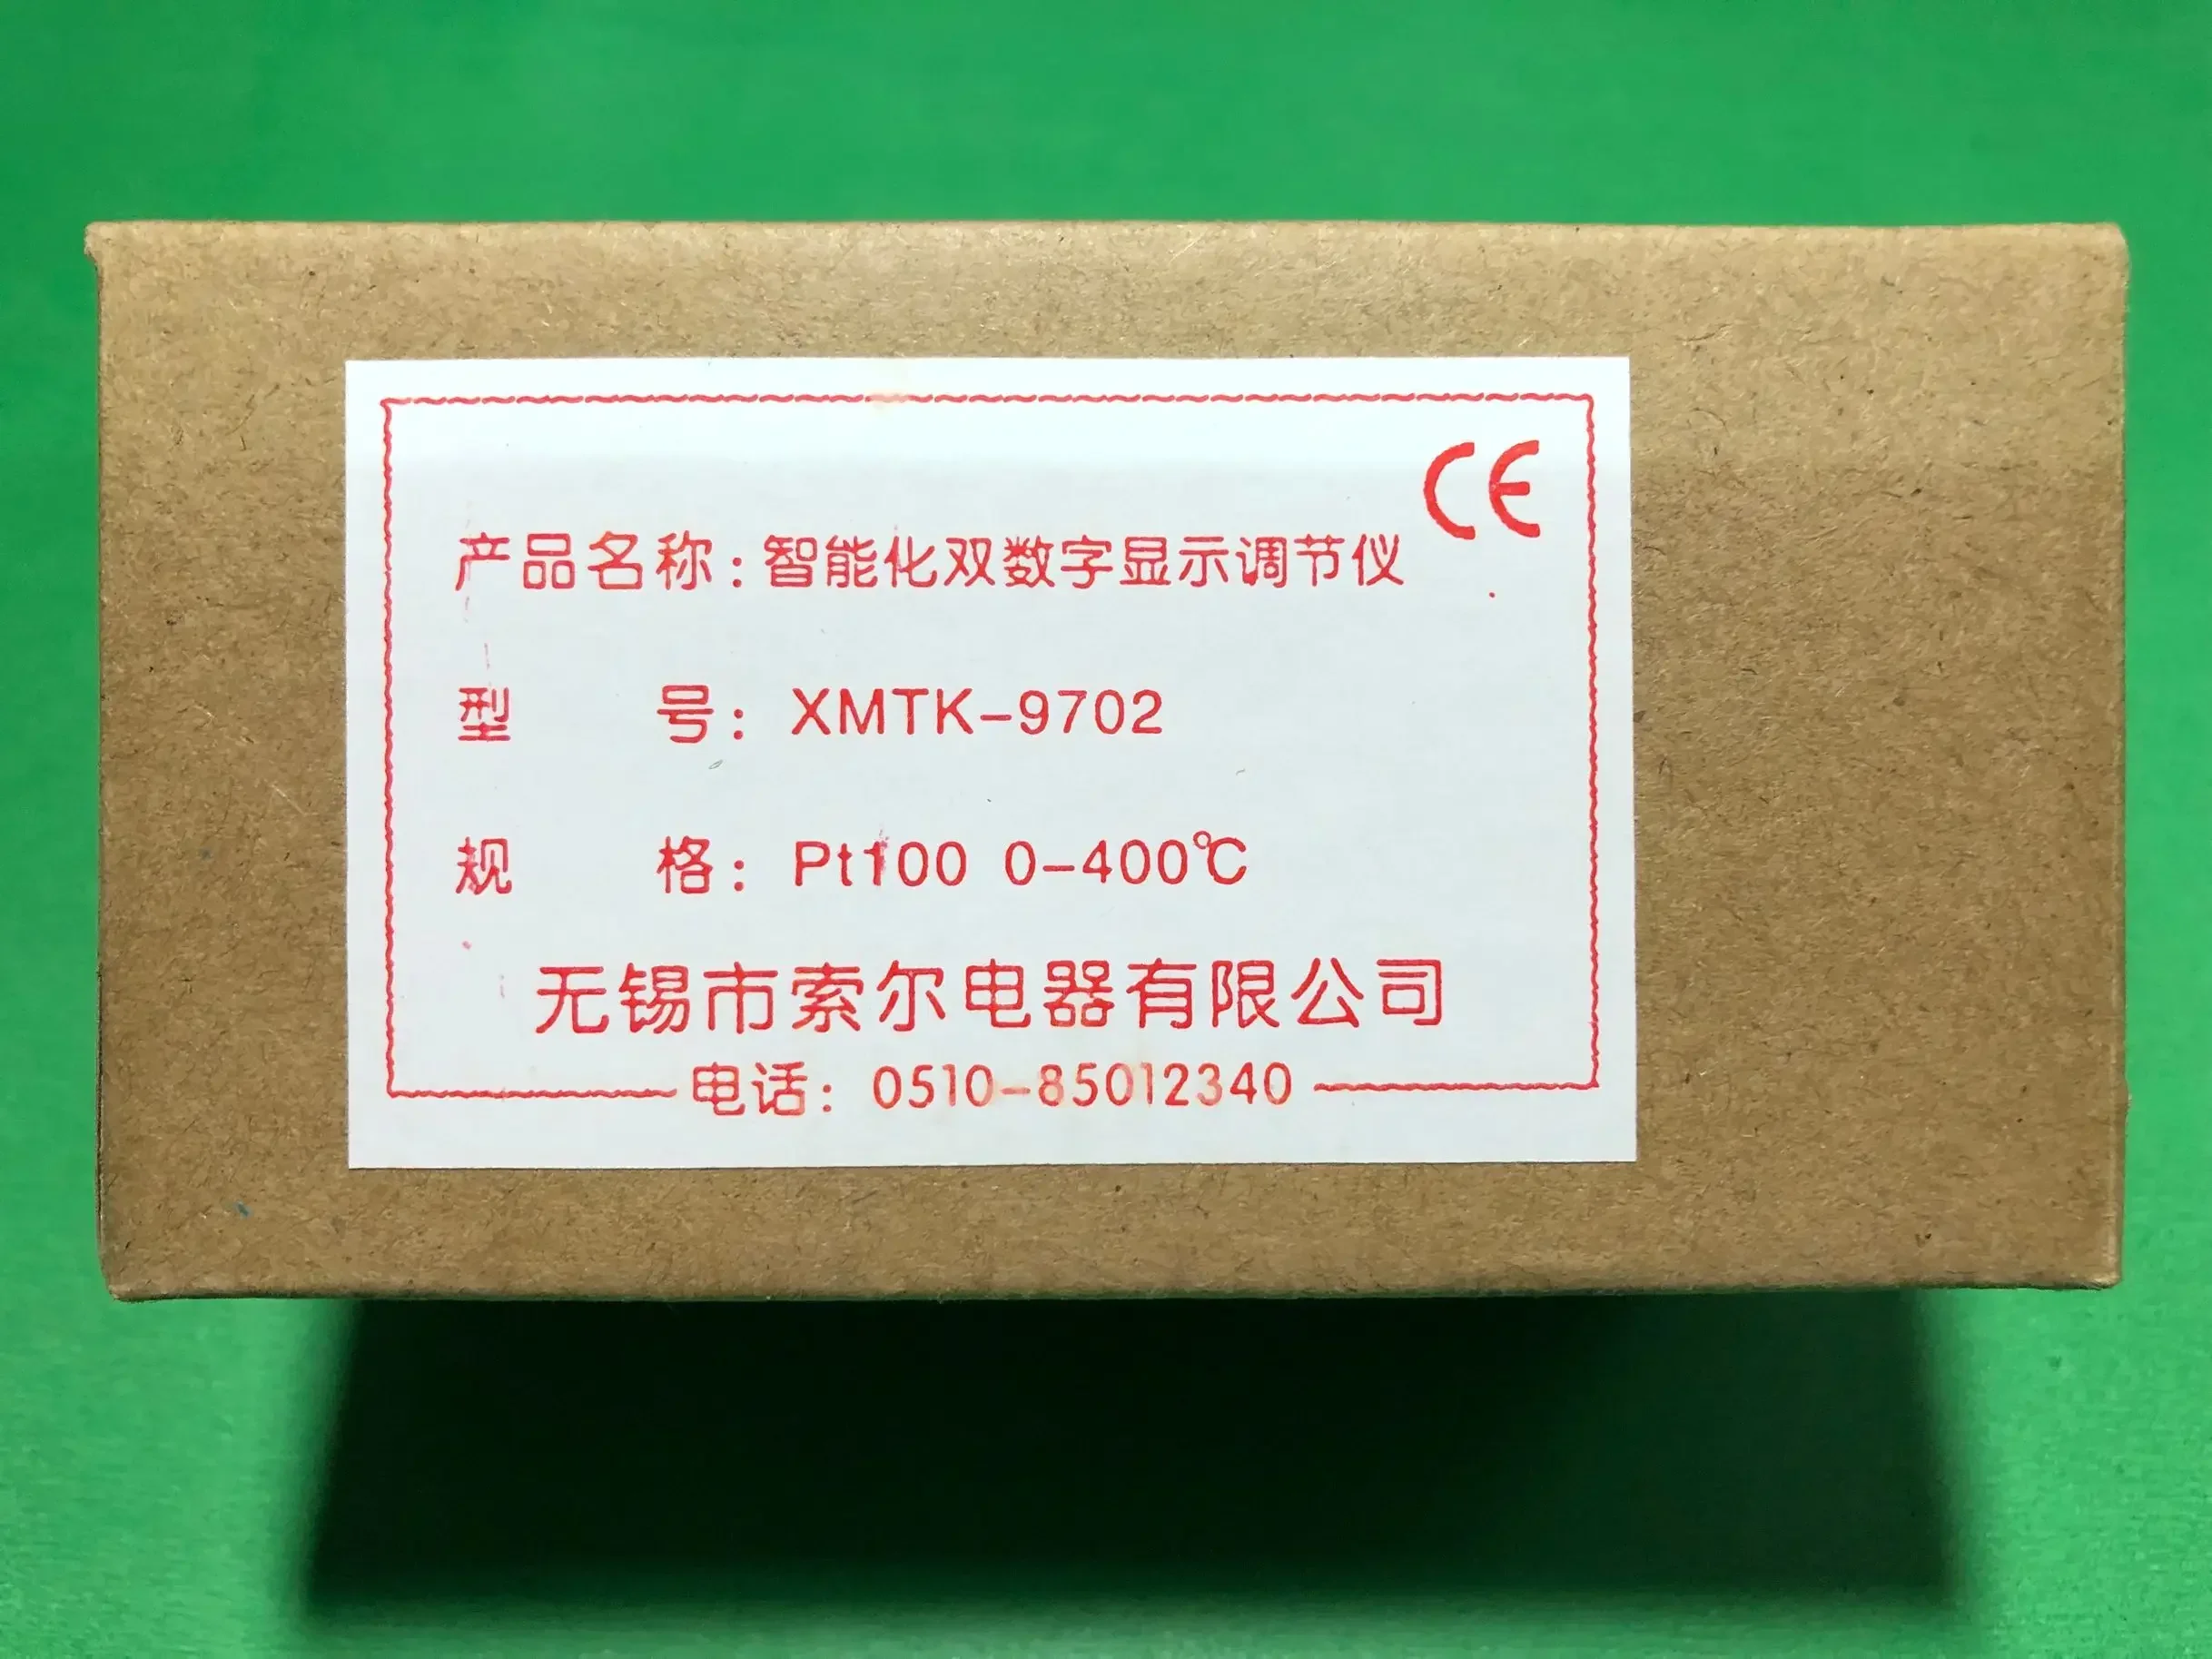 CE
产品名称：智能化双数字显示调节仪
型 号：XMTK-9702
规 格：Pt100 0-400℃
无锡市索尔电器有限公司
电话：0510-85012340